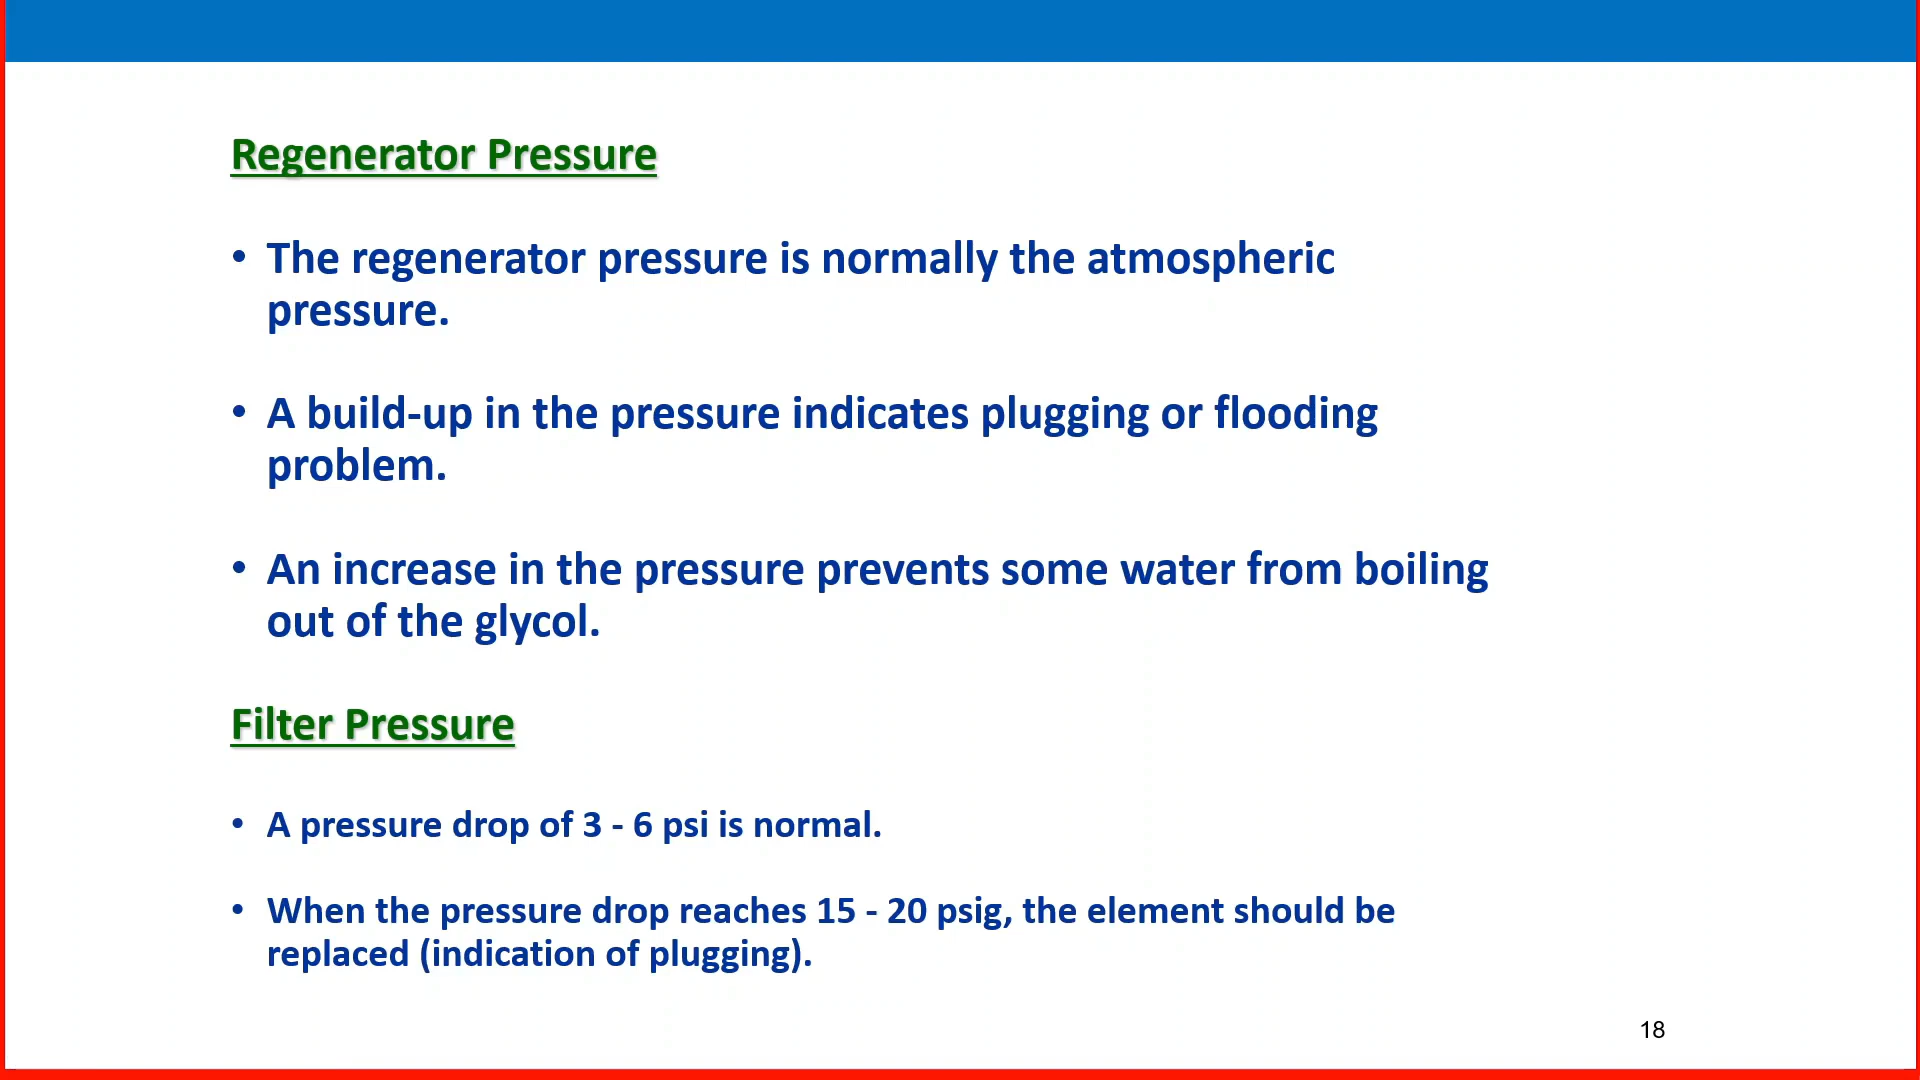 Regenerator Pressure
• The regenerator pressure is normally the atmospheric
pressure.
• A build-up in the pressure indicates plugging or flooding
problem.
• An increase in the pressure prevents some water from boiling
out of the glycol.
Filter Pressure
• A pressure drop of 3 - 6 psi is normal.
• When the pressure drop reaches 15 - 20 psig, the element should be
replaced (indication of plugging).
18